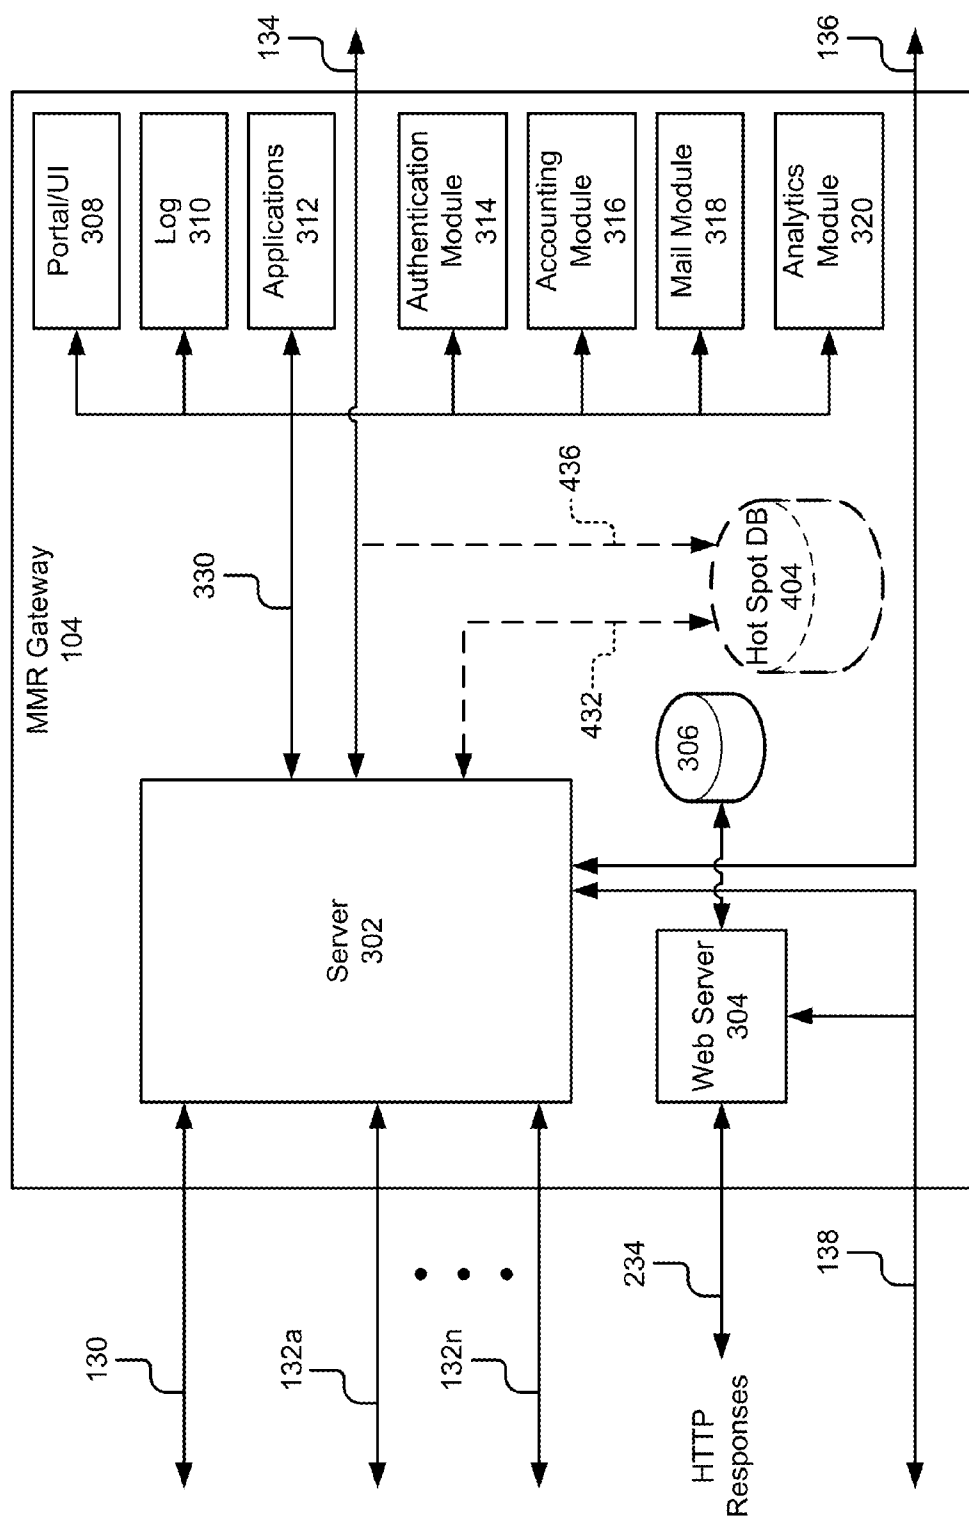 MMR Gateway
104
130
132a
132n
234
HTTP
Responses
138
Server
302
Web Server
304
306
330
432
436
Hot Spot DB
404
Portal/UI
308
Log
310
Applications
312
Authentication
Module
314
Accounting
Module
316
Mail Module
318
Analytics
Module
320
134
136